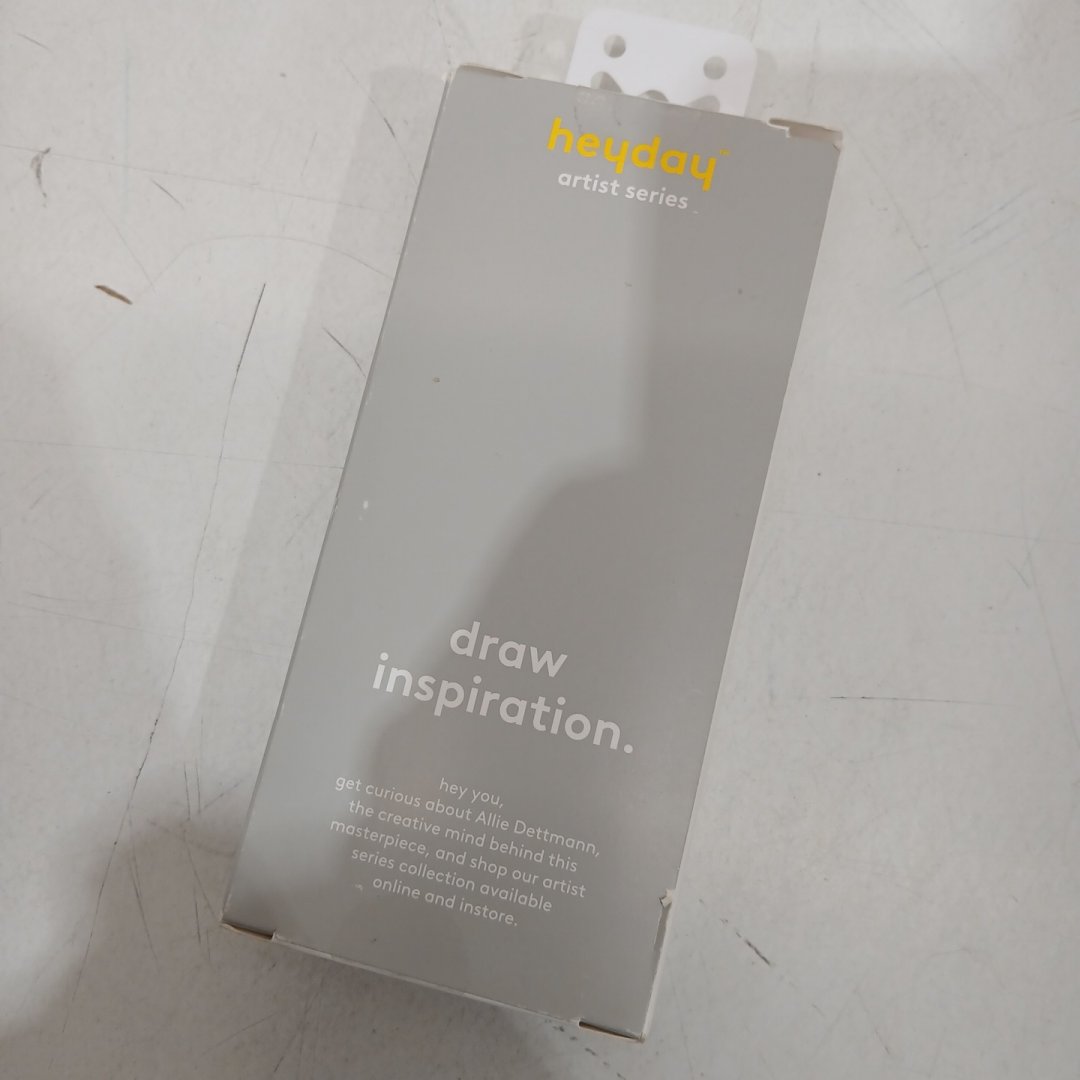 heyday™
artist series
draw
inspiration.
hey you,
get curious about Allie Dettmann,
the creative mind behind this
masterpiece, and shop our artist
series collection available
online and instore.